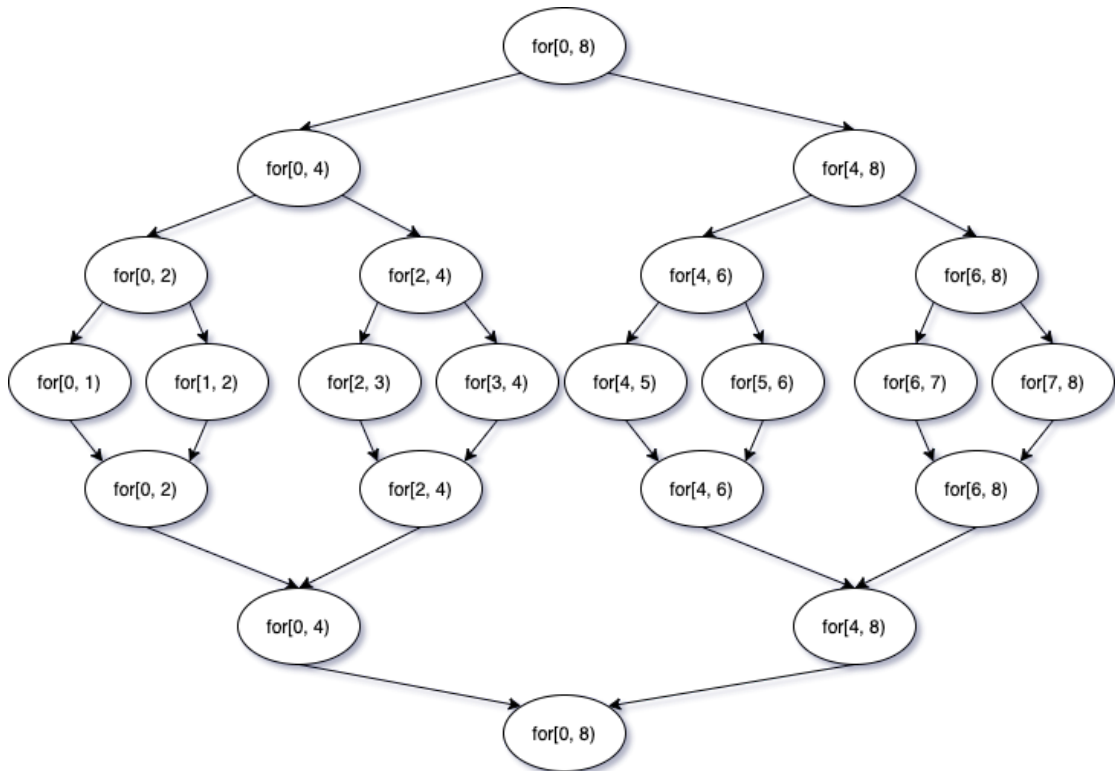 for[0, 8)
for[0, 4)
for[4, 8)
for[0, 2)
for[2, 4)
for[4, 6)
for[6, 8)
for[0, 1)
for[1, 2)
for[2, 3)
for[3, 4)
for[4, 5)
for[5, 6)
for[6, 7)
for[7, 8)
for[0, 2)
for[2, 4)
for[4, 6)
for[6, 8)
for[0, 4)
for[4, 8)
for[0, 8)